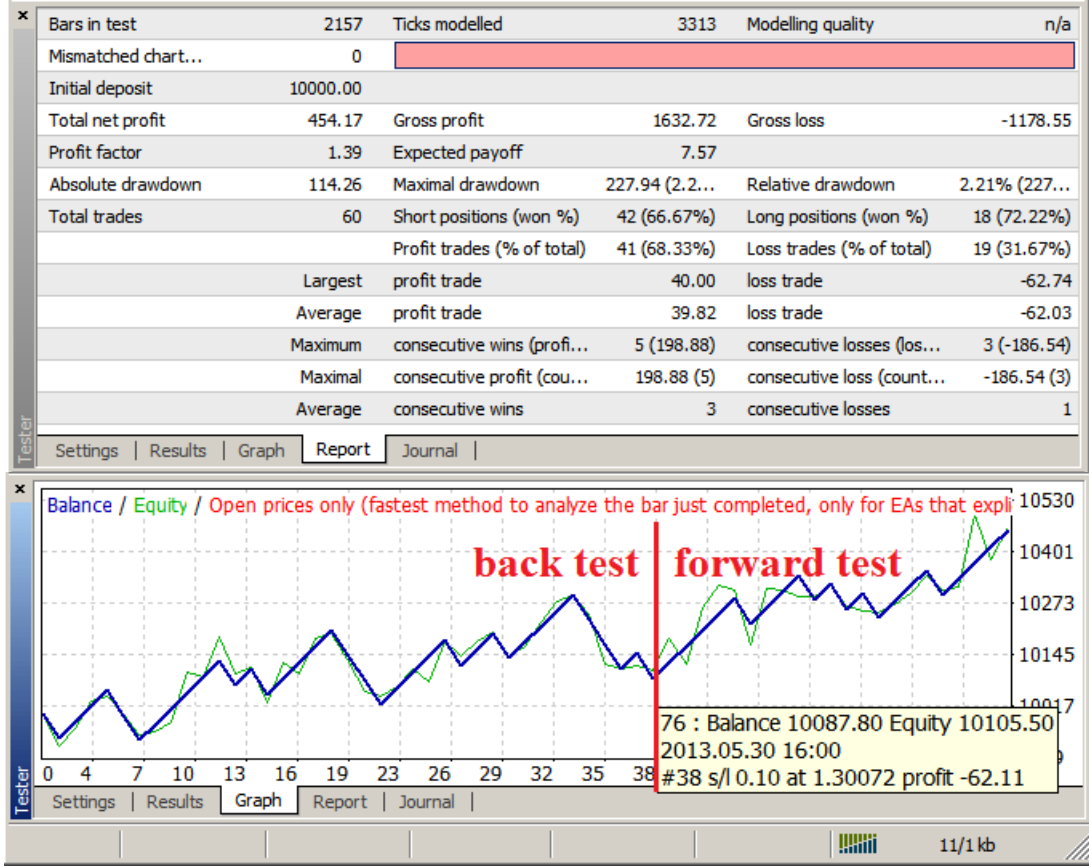 Bars in test 2157 Ticks modelled 3313 Modelling quality n/a
Mismatched chart... 0
Initial deposit 10000.00
Total net profit 454.17 Gross profit 1632.72 Gross loss -1178.55
Profit factor 1.39 Expected payoff 7.57
Absolute drawdown 114.26 Maximal drawdown 227.94 (2.2... Relative drawdown 2.21% (227...
Total trades 60 Short positions (won %) 42 (66.67%) Long positions (won %) 18 (72.22%)
Profit trades (% of total) 41 (68.33%) Loss trades (% of total) 19 (31.67%)
Largest profit trade 40.00 loss trade -62.74
Average profit trade 39.82 loss trade -62.03
Maximum consecutive wins (profi... 5 (198.88) consecutive losses (los... 3 (-186.54)
Maximal consecutive profit (cou... 198.88 (5) consecutive loss (count... -186.54 (3)
Average consecutive wins 3 consecutive losses 1
Tester
Settings Results Graph Report Journal
Balance / Equity / Open prices only (fastest method to analyze the bar just completed, only for EAs that expli 10530
back test forward test
10401
10273
10145
10017
76 : Balance 10087.80 Equity 10105.50
2013.05.30 16:00
#38 s/l 0.10 at 1.30072 profit -62.11
0 4 7 10 13 16 19 23 26 29 32 35 38
Tester
Settings Results Graph Report Journal
11/1 kb